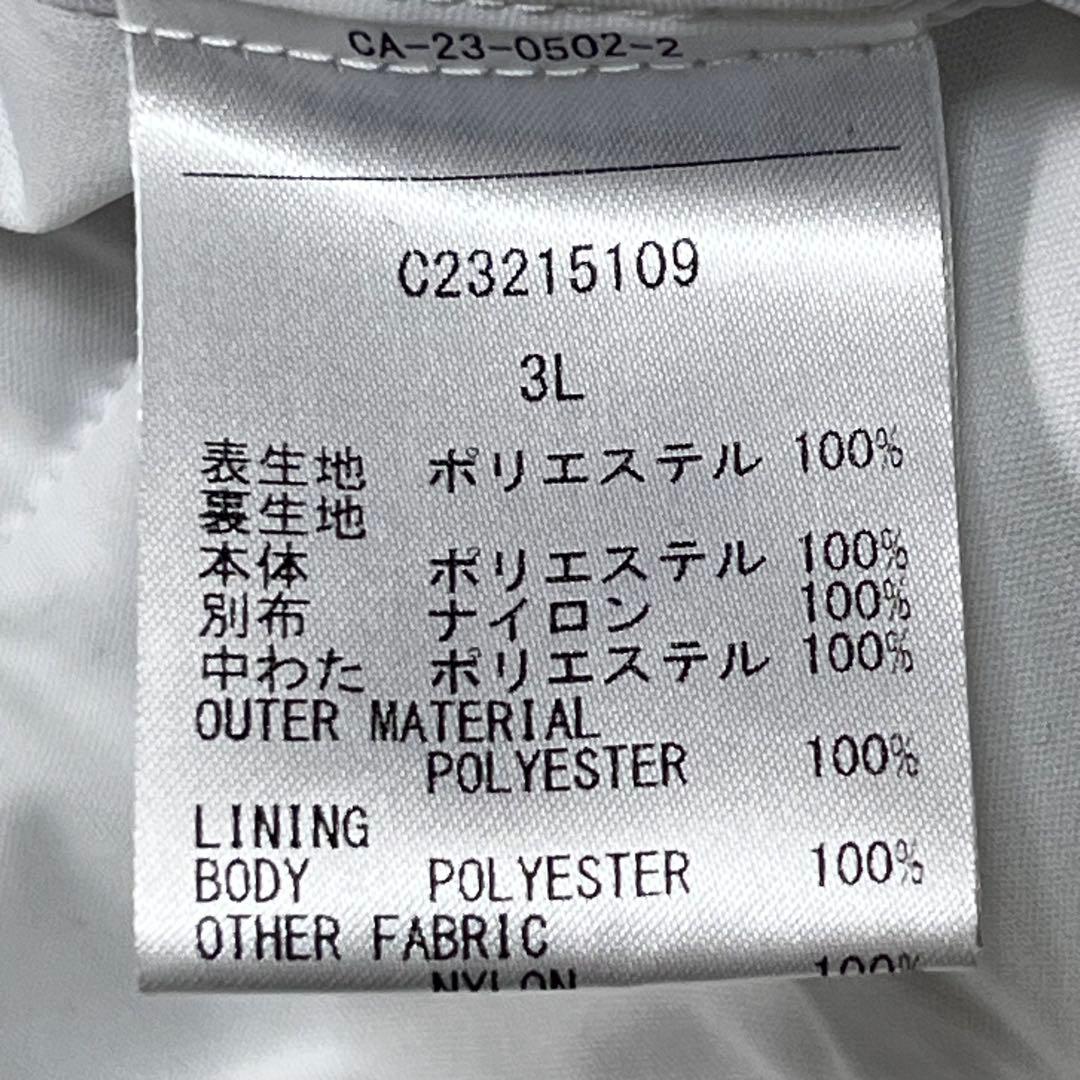 CA-23-0502-2
C23215109
3L
表生地 ポリエステル 100%
裏生地
本体 ポリエステル 100%
別布 ナイロン 100%
中わた ポリエステル 100%
OUTER MATERIAL
POLYESTER 100%
LINING
BODY POLYESTER 100%
OTHER FABRIC
NYLON 100%